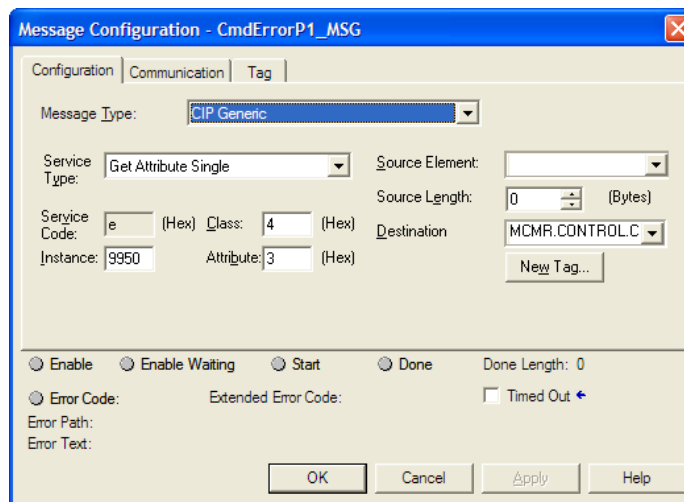 Message Configuration - CmdErrorP1_MSG
Configuration Communication Tag
Message Type: CIP Generic
Service Type: Get Attribute Single
Source Element:
Source Length: 0 (Bytes)
Service Code: e (Hex) Class: 4 (Hex)
Destination MCMR.CONTROL.C
Instance: 9950 Attribute: 3 (Hex)
New Tag...
Enable Enable Waiting Start Done Done Length: 0
Error Code: Extended Error Code: Timed Out
Error Path:
Error Text:
OK Cancel Apply Help